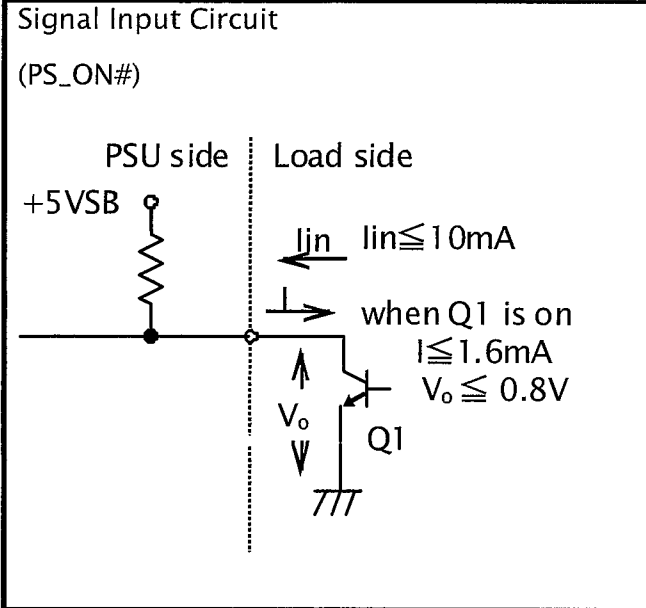 Signal Input Circuit
(PS_ON#)
PSU side
Load side
+5VSB
Iin
Iin≦10mA
I
when Q1 is on
I≦1.6mA
Vo≦ 0.8V
Vo
Q1